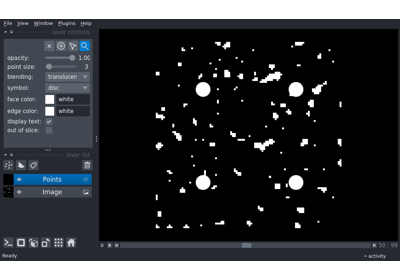 File View Window Plugins Help
layer controls
opacity: 1.00
point size: 3
blending: translucen
symbol: disc
face color: white
edge color: white
display text:
out of slice:
layer list
Points
Image
0 50 99
Ready activity